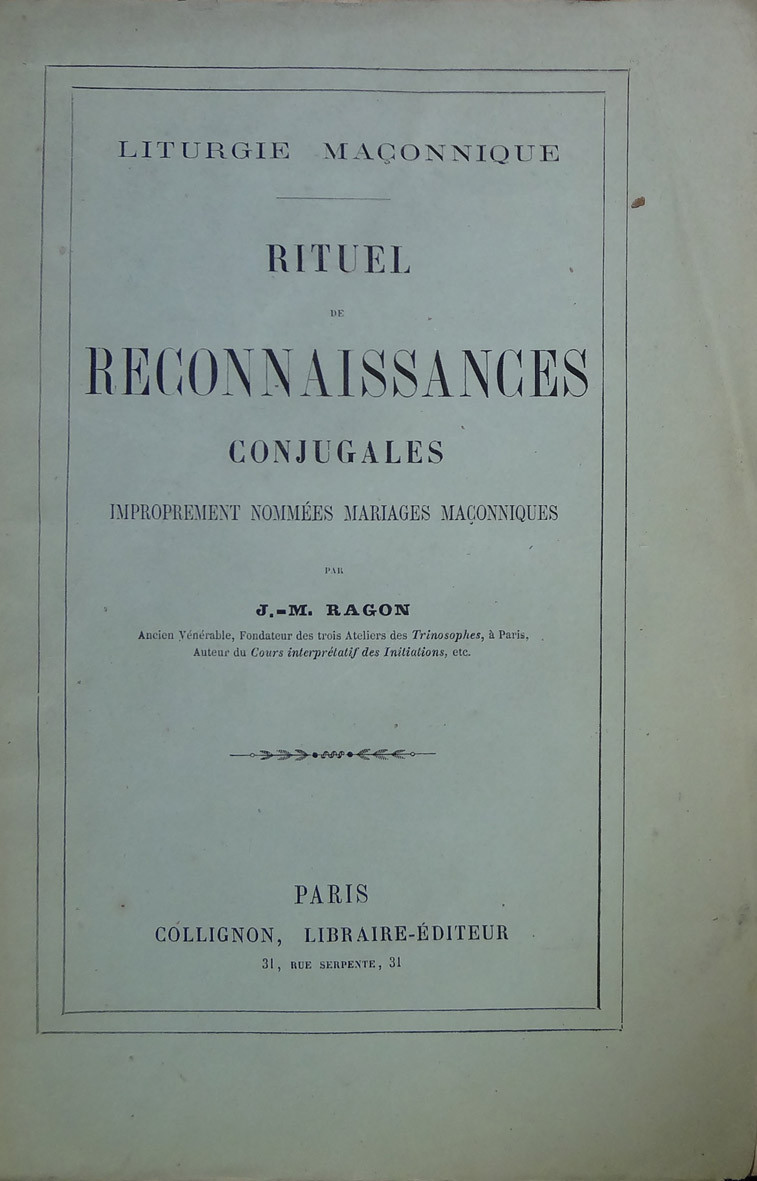 LITURGIE MAÇONNIQUE
RITUEL
DE
RECONNAISSANCES
CONJUGALES
IMPROPREMENT NOMMÉES MARIAGES MAÇONNIQUES
PAR
J.-M. RAGON
Ancien Vénérable, Fondateur des trois Ateliers des Trinosophes, à Paris,
Auteur du Cours interprétatif des Initiations, etc.
PARIS
COLLIGNON, LIBRAIRE-ÉDITEUR
31, RUE SERPENTE, 31